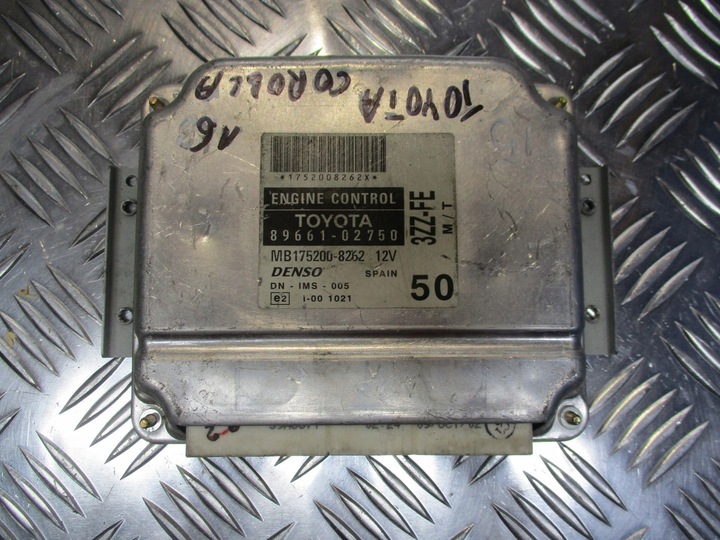 TOYOTA
COROLLA
16
*1752008262X*
ENGINE CONTROL
TOYOTA
89661-02750
MB175200-8262 12V
DENSO SPAIN
DN - IMS - 005
e2 I-00 1021
3ZZ-FE
M/T
50